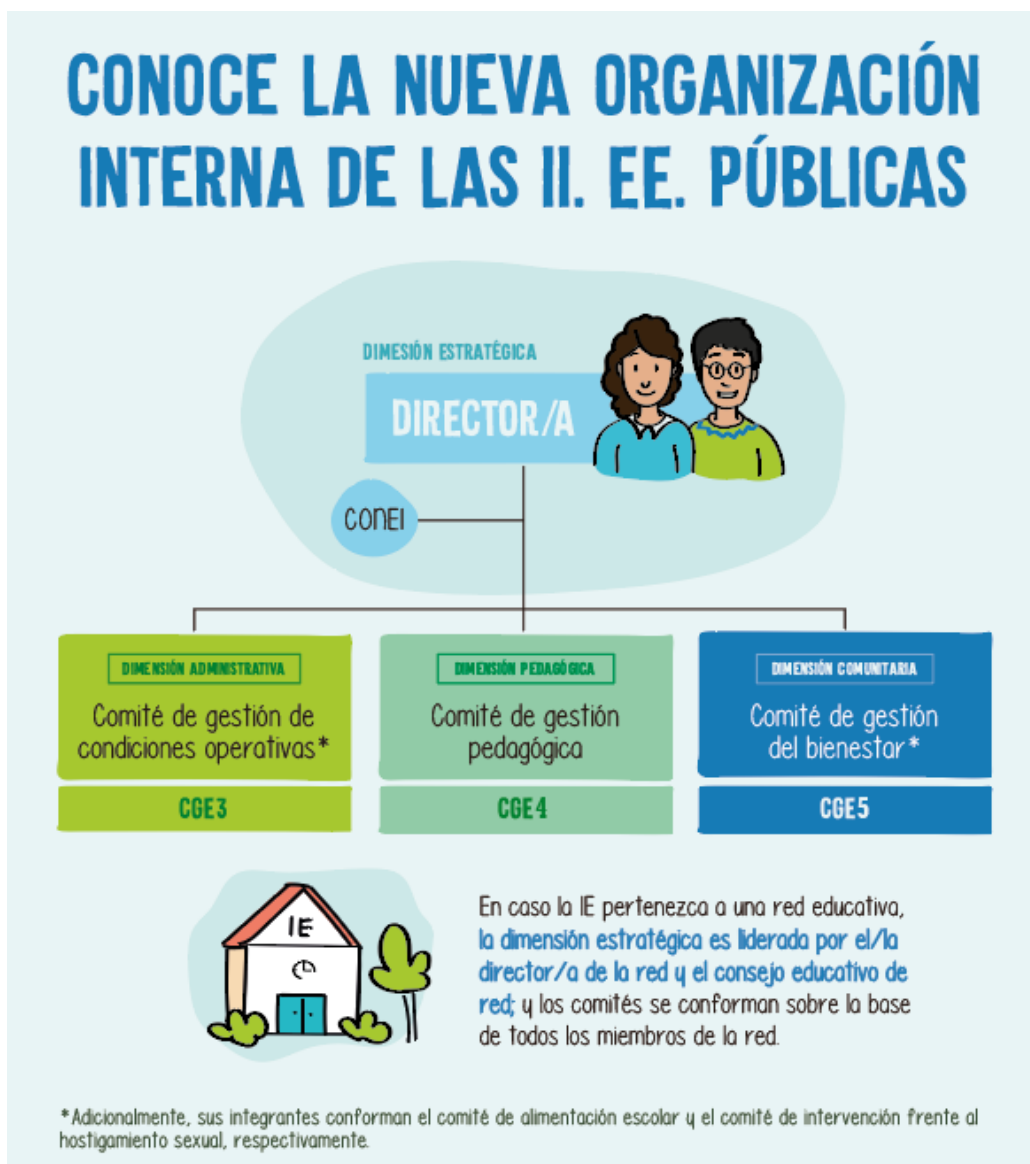 CONOCE LA NUEVA ORGANIZACIÓN
INTERNA DE LAS II. EE. PÚBLICAS
DIMESIÓN ESTRATÉGICA
DIRECTOR/A
CONEI
DIMENSIÓN ADMINISTRATIVA
Comité de gestión de
condiciones operativas*
CGE3
DIMENSIÓN PEDAGÓGICA
Comité de gestión
pedagógica
CGE4
DIMENSIÓN COMUNITARIA
Comité de gestión
del bienestar*
CGE5
IE
En caso la IE pertenezca a una red educativa,
la dimensión estratégica es liderada por el/la
director/a de la red y el consejo educativo de
red; y los comités se conforman sobre la base
de todos los miembros de la red.
*Adicionalmente, sus integrantes conforman el comité de alimentación escolar y el comité de intervención frente al
hostigamiento sexual, respectivamente.